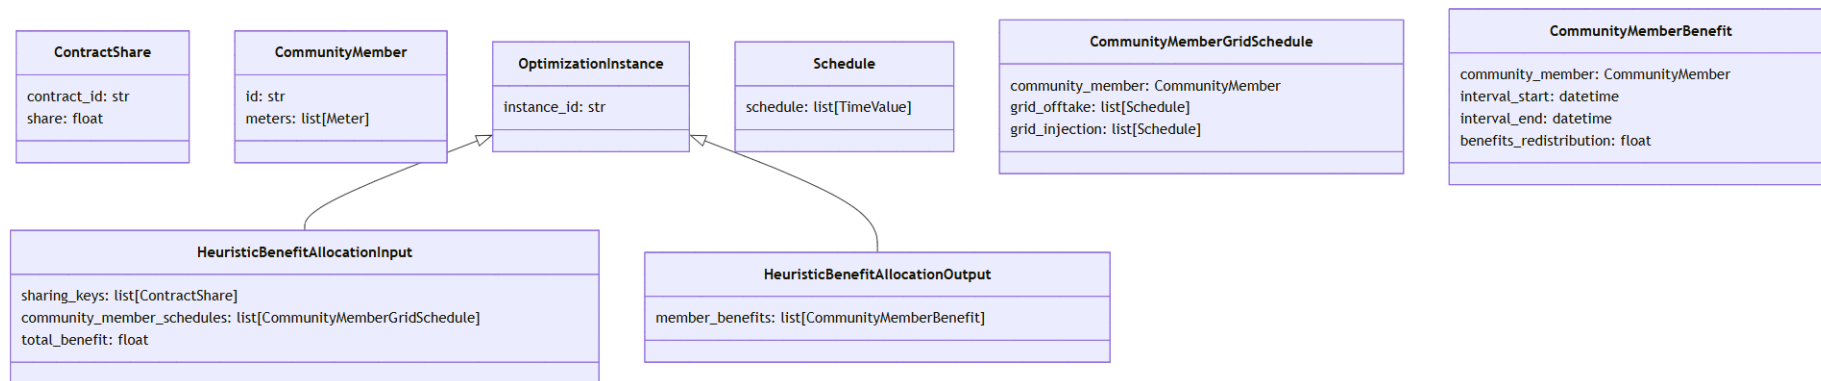 ContractShare
contract_id: str
share: float
CommunityMember
id: str
meters: list[Meter]
OptimizationInstance
instance_id: str
Schedule
schedule: list[TimeValue]
CommunityMemberGridSchedule
community_member: CommunityMember
grid_offtake: list[Schedule]
grid_injection: list[Schedule]
CommunityMemberBenefit
community_member: CommunityMember
interval_start: datetime
interval_end: datetime
benefits_redistribution: float
HeuristicBenefitAllocationInput
sharing_keys: list[ContractShare]
community_member_schedules: list[CommunityMemberGridSchedule]
total_benefit: float
HeuristicBenefitAllocationOutput
member_benefits: list[CommunityMemberBenefit]